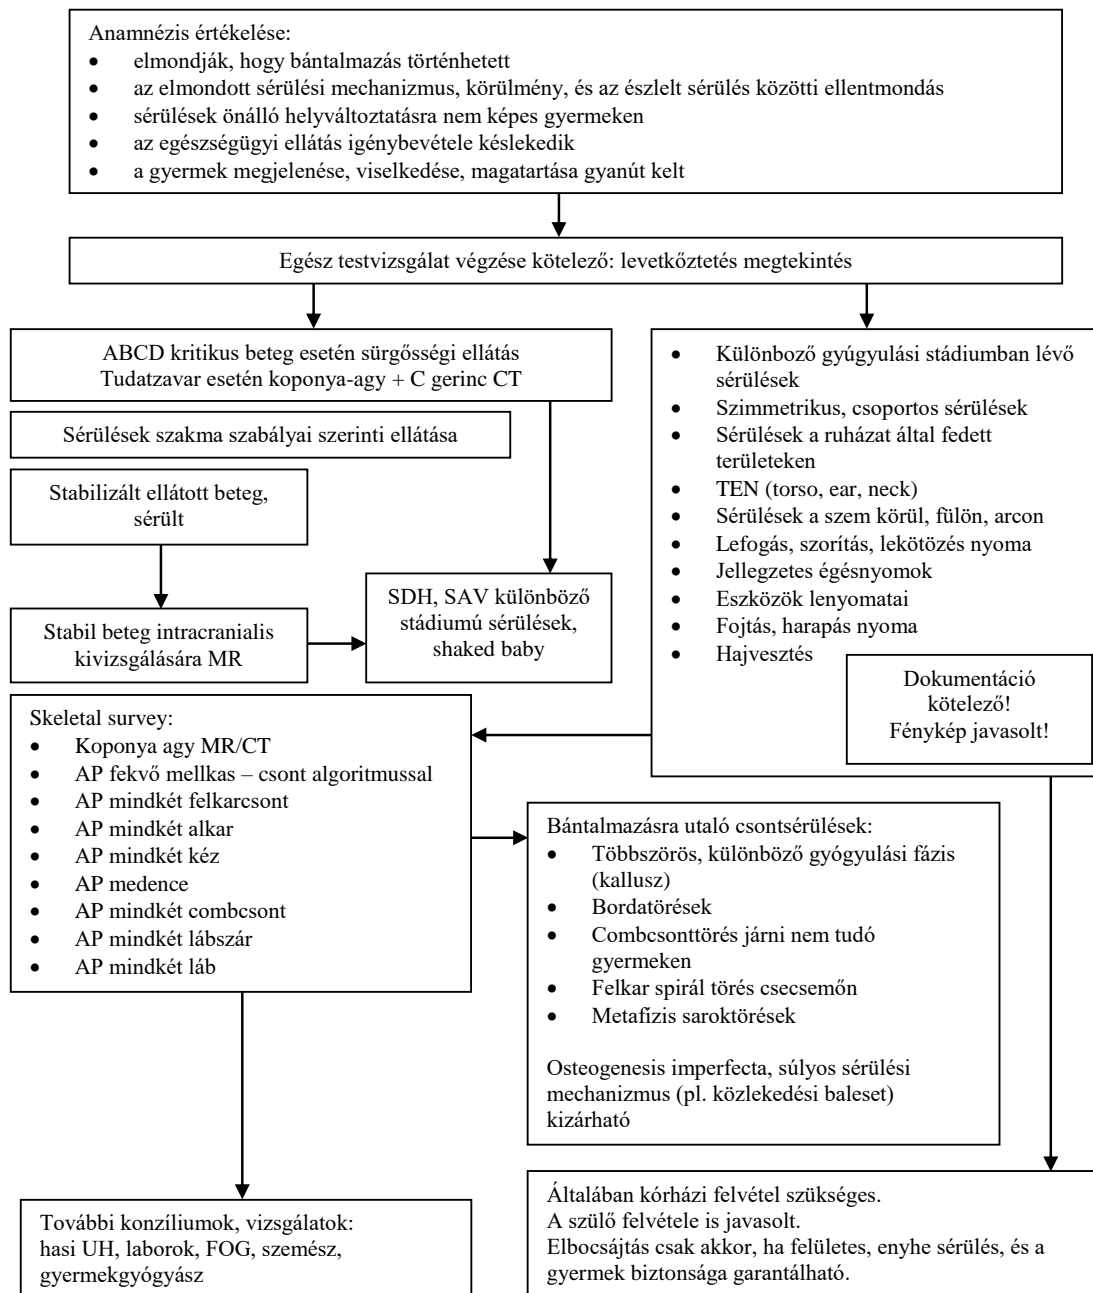 Anamnézis értékelése:
• elmondják, hogy bántalmazás történhetett
• az elmondott sérülési mechanizmus, körülmény, és az észlelt sérülés közötti ellentmondás
• sérülések önálló helyváltoztatásra nem képes gyermeken
• az egészségügyi ellátás igénybevétele késlekedik
• a gyermek megjelenése, viselkedése, magatartása gyanút kelt
Egész testvizsgálat végzése kötelező: levetkőztetés megtekintés
ABCD kritikus beteg esetén sürgősségi ellátás
Tudatzavar esetén koponya-agy + C gerinc CT
Sérülések szakma szabályai szerinti ellátása
Stabilizált ellátott beteg,
sérült
Stabil beteg intracranialis
kivizsgálására MR
SDH, SAV különböző
stádiumú sérülések,
shaked baby
• Különboző gyógyulási stádiumban lévő
sérülések
• Szimmetrikus, csoportos sérülések
• Sérülések a ruházat által fedett
területeken
• TEN (torso, ear, neck)
• Sérülések a szem körül, fülön, arcon
• Lefogás, szorítás, lekötözés nyoma
• Jellegzetes égésnyomok
• Eszközök lenyomatai
• Fojtás, harapás nyoma
• Hajvesztés
Dokumentáció
kötelező!
Fénykép javasolt!
Skeletal survey:
• Koponya agy MR/CT
• AP fekvő mellkas – csont algoritmussal
• AP mindkét felkarcsont
• AP mindkét alkar
• AP mindkét kéz
• AP medence
• AP mindkét combcsont
• AP mindkét lábszár
• AP mindkét láb
Bántalmazásra utaló csontsérülések:
• Többszörös, különböző gyógyulási fázis
(kallusz)
• Bordatörések
• Combcsonttörés járni nem tudó
gyermeken
• Felkar spirál törés csecsemőn
• Metafízis saroktörések
Osteogenesis imperfecta, súlyos sérülési
mechanizmus (pl. közlekedési baleset)
kizárható
További konzíliumok, vizsgálatok:
hasi UH, laborok, FOG, szemész,
gyermekgyógyász
Általában kórházi felvétel szükséges.
A szülő felvétele is javasolt.
Elbocsájtás csak akkor, ha felületes, enyhe sérülés, és a
gyermek biztonsága garantálható.